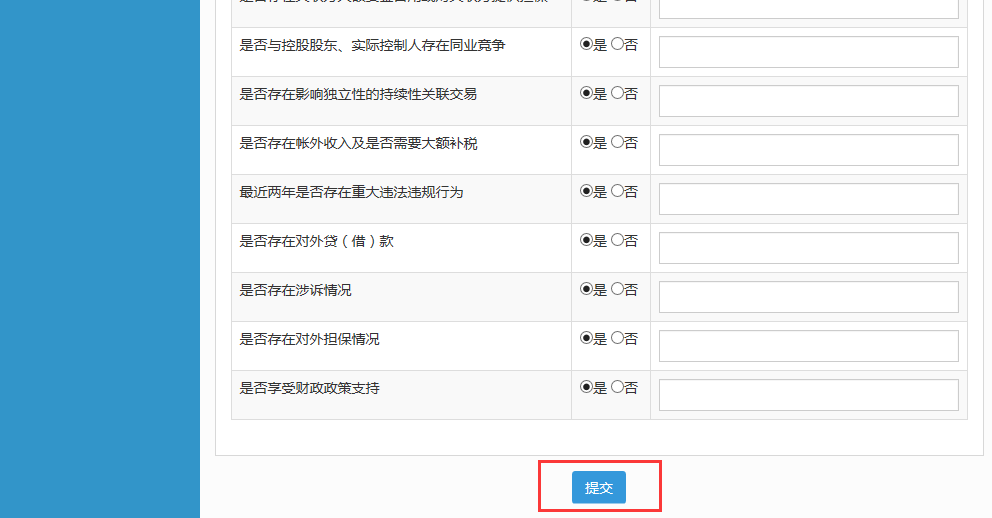 是否与控股股东、实际控制人存在同业竞争 是 否
是否存在影响独立性的持续性关联交易 是 否
是否存在帐外收入及是否需要大额补税 是 否
最近两年是否存在重大违法违规行为 是 否
是否存在对外贷（借）款 是 否
是否存在涉诉情况 是 否
是否存在对外担保情况 是 否
是否享受财政政策支持 是 否
提交